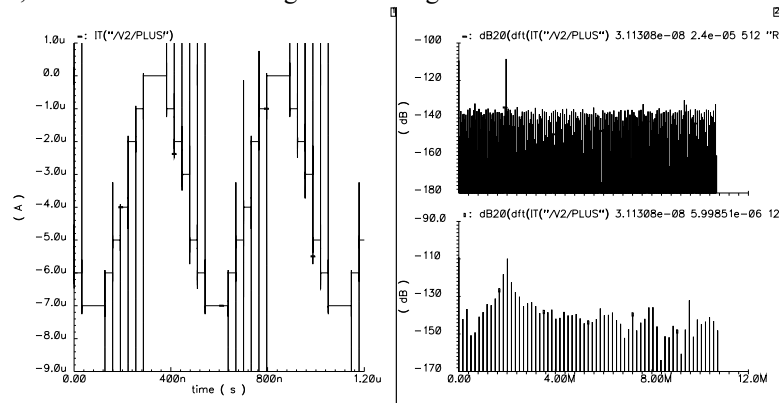 1
2
-: IT("/V2/PLUS")
1.0u
0.0
-1.0u
-2.0u
-3.0u
-4.0u
-5.0u
-6.0u
-7.0u
-8.0u
-9.0u
( A )
0.00
400n
800n
1.20u
time ( s )
-: dB20(dft(IT("/V2/PLUS") 3.11308e-08 2.4e-05 512 "R
-100
-120
-140
-160
-180
( dB )
-: dB20(dft(IT("/V2/PLUS") 3.11308e-08 5.99851e-06 12
-90.0
-110
-130
-150
-170
( dB )
0.00
4.00M
8.00M
12.0M